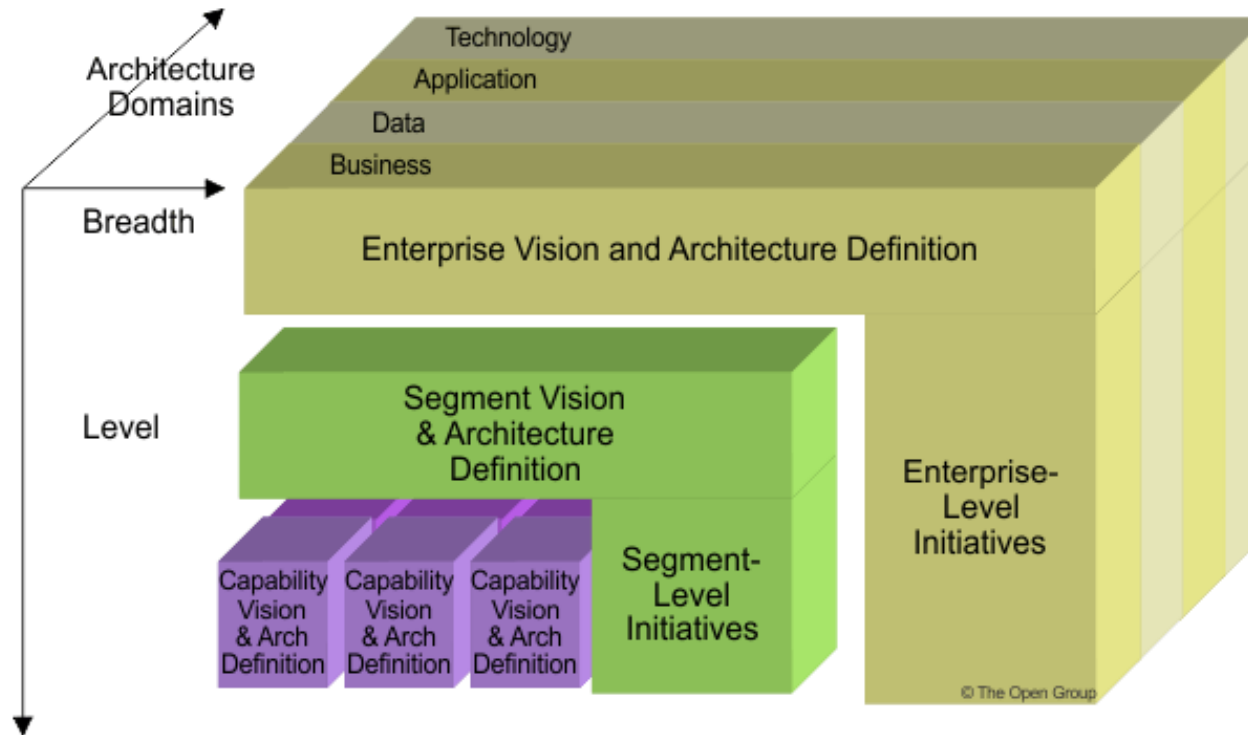 Technology
Architecture
Domains
Application
Data
Business
Breadth
Enterprise Vision and Architecture Definition
Level
Segment Vision
& Architecture
Definition
Enterprise-
Level
Initiatives
Segment-
Level
Initiatives
Capability
Vision
& Arch
Definition
Capability
Vision
& Arch
Definition
Capability
Vision
& Arch
Definition
© The Open Group